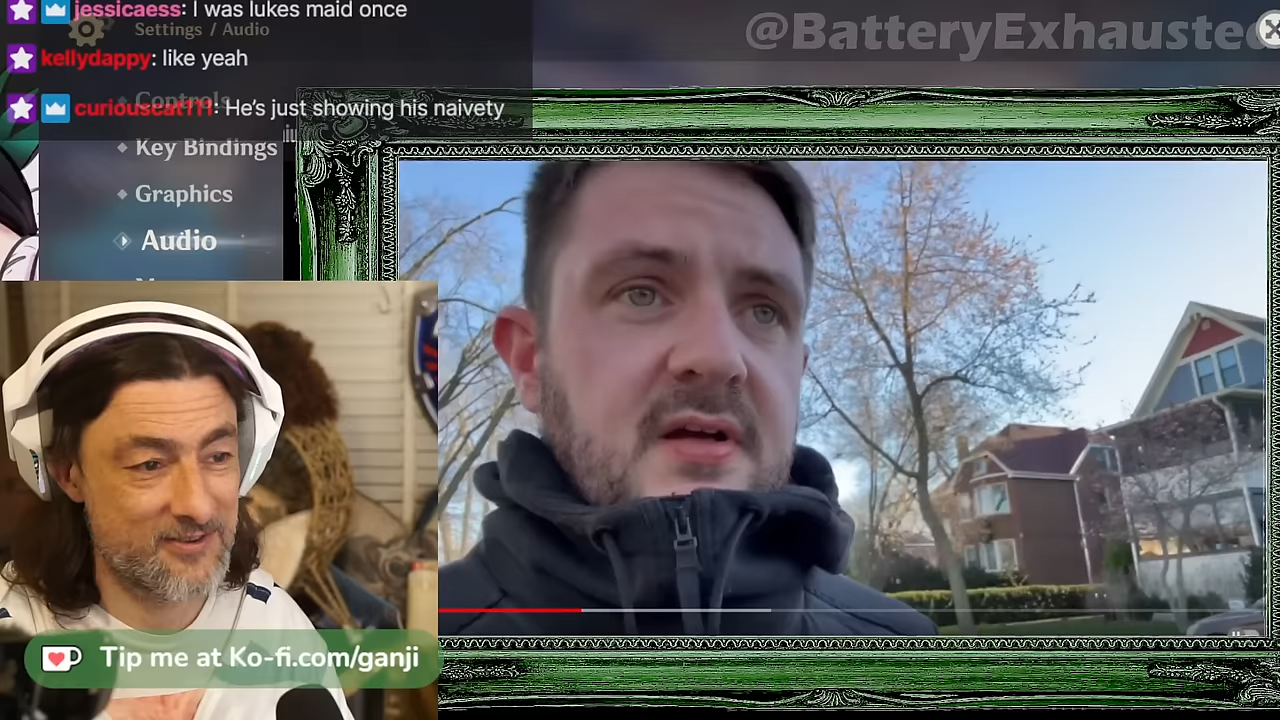 jessicaess: I was lukes maid once
Settings / Audio
@BatteryExhausted
kellydappy: like yeah
Controls
curiouscat111: He's just showing his naivety
Key Bindings
Graphics
Audio
Tip me at Ko-fi.com/ganji